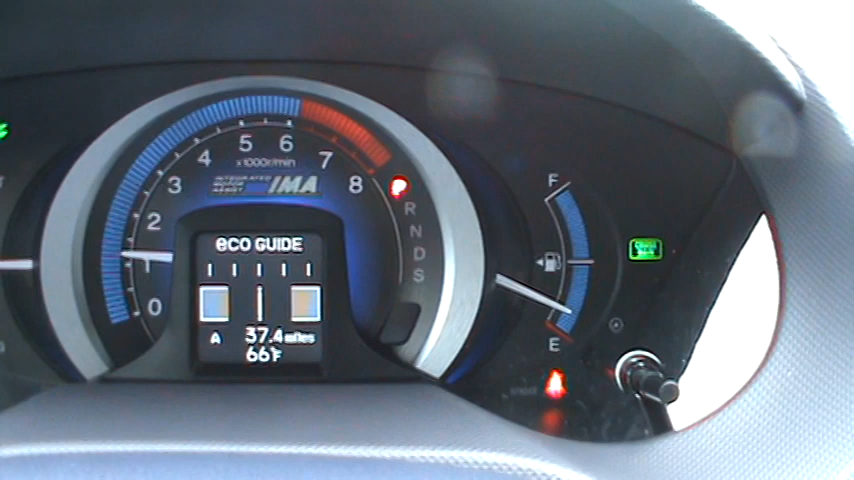 5 6
4 7
x1000r/min
3 8
INTEGRATED
MOTOR
ASSIST
IMA
P
R
N
D
S
2
1
0
ECO GUIDE
A 37.4 miles
66°F
F
E